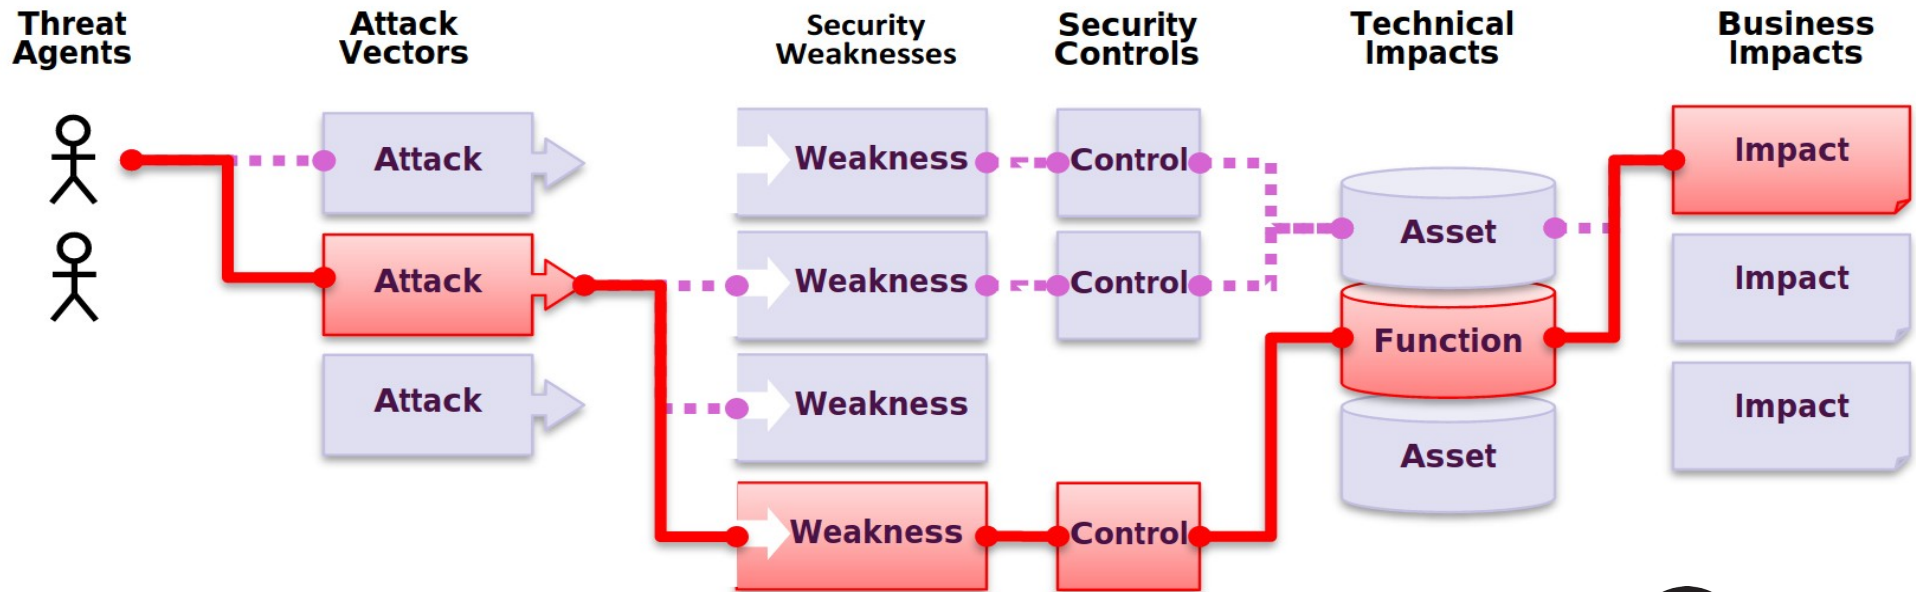 Threat
Agents
Attack
Vectors
Security
Weaknesses
Security
Controls
Technical
Impacts
Business
Impacts
Attack
Attack
Attack
Weakness
Weakness
Weakness
Weakness
Control
Control
Control
Asset
Function
Asset
Impact
Impact
Impact